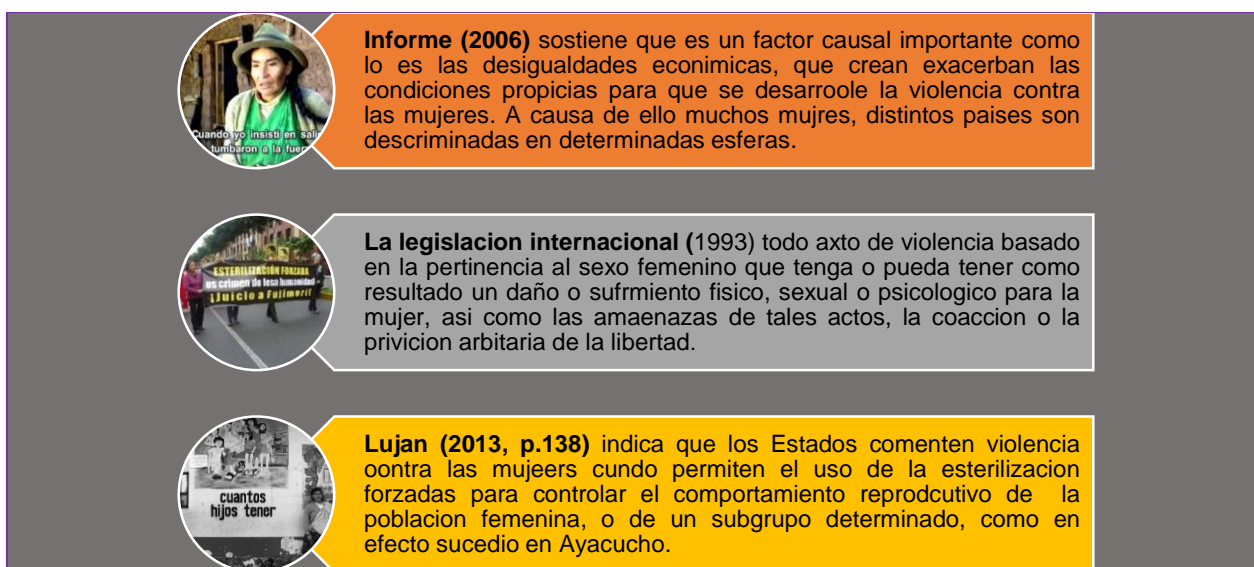 Informe (2006) sostiene que es un factor causal importante como
lo es las desigualdades econimicas, que crean exacerban las
condiciones propicias para que se desarroole la violencia contra
las mujeres. A causa de ello muchos mujres, distintos paises son
descriminadas en determinadas esferas.
Cuando yo insisti en salir
tumbaron a la fuer
La legislacion internacional (1993) todo axto de violencia basado
en la pertinencia al sexo femenino que tenga o pueda tener como
resultado un daño o sufrmiento fisico, sexual o psicologico para la
mujer, asi como las amaenazas de tales actos, la coaccion o la
privicion arbitaria de la libertad.
ESTERILIZACIÓN FORZADA
es crimen de lesa humanidad
¡Juicio a Fujimori!
Lujan (2013, p.138) indica que los Estados comenten violencia
oontra las mujeers cundo permiten el uso de la esterilizacion
forzadas para controlar el comportamiento reprodcutivo de la
poblacion femenina, o de un subgrupo determinado, como en
efecto sucedio en Ayacucho.
cuantos
hijos tener